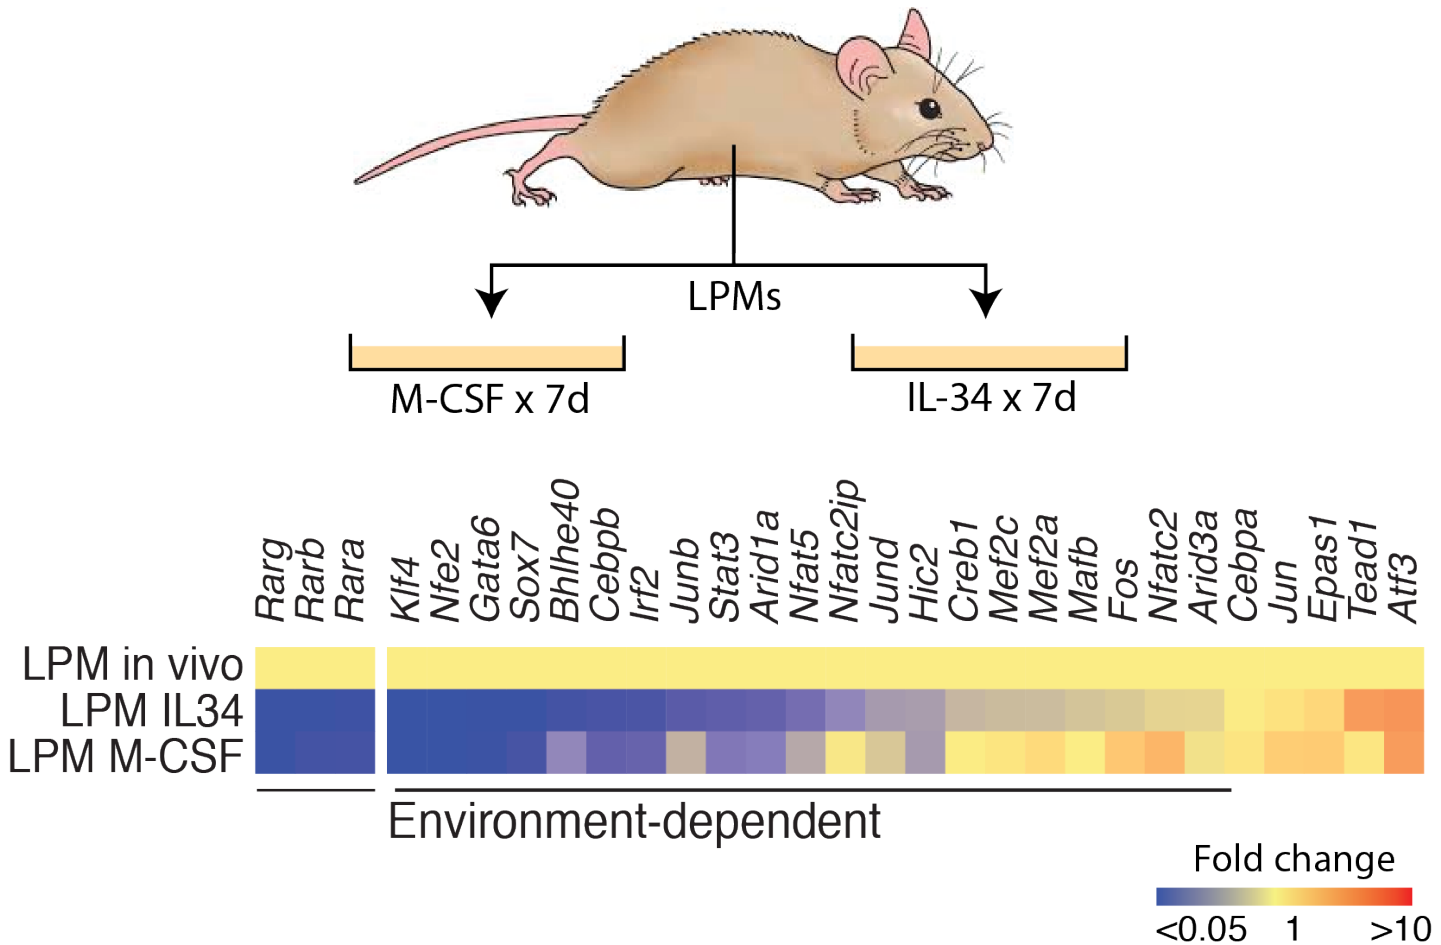 LPMs
M-CSF x 7d
IL-34 x 7d
Rarg
Rarb
Rara
Klf4
Nfe2
Gata6
Sox7
Bhlhe40
Cebpb
Irf2
Junb
Stat3
Arid1a
Nfat5
Nfatc2ip
Jund
Hic2
Creb1
Mef2c
Mef2a
Mafb
Fos
Nfatc2
Arid3a
Cebpa
Jun
Epas1
Tead1
Atf3
LPM in vivo
LPM IL34
LPM M-CSF
Environment-dependent
Fold change
<0.05 1 >10